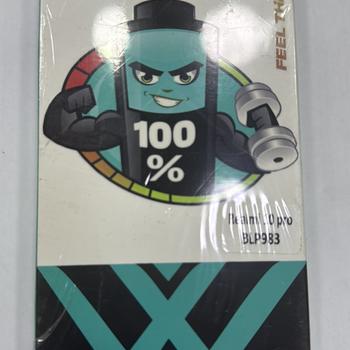 FEEL TH
100
%
Realme 10 pro
BLP983